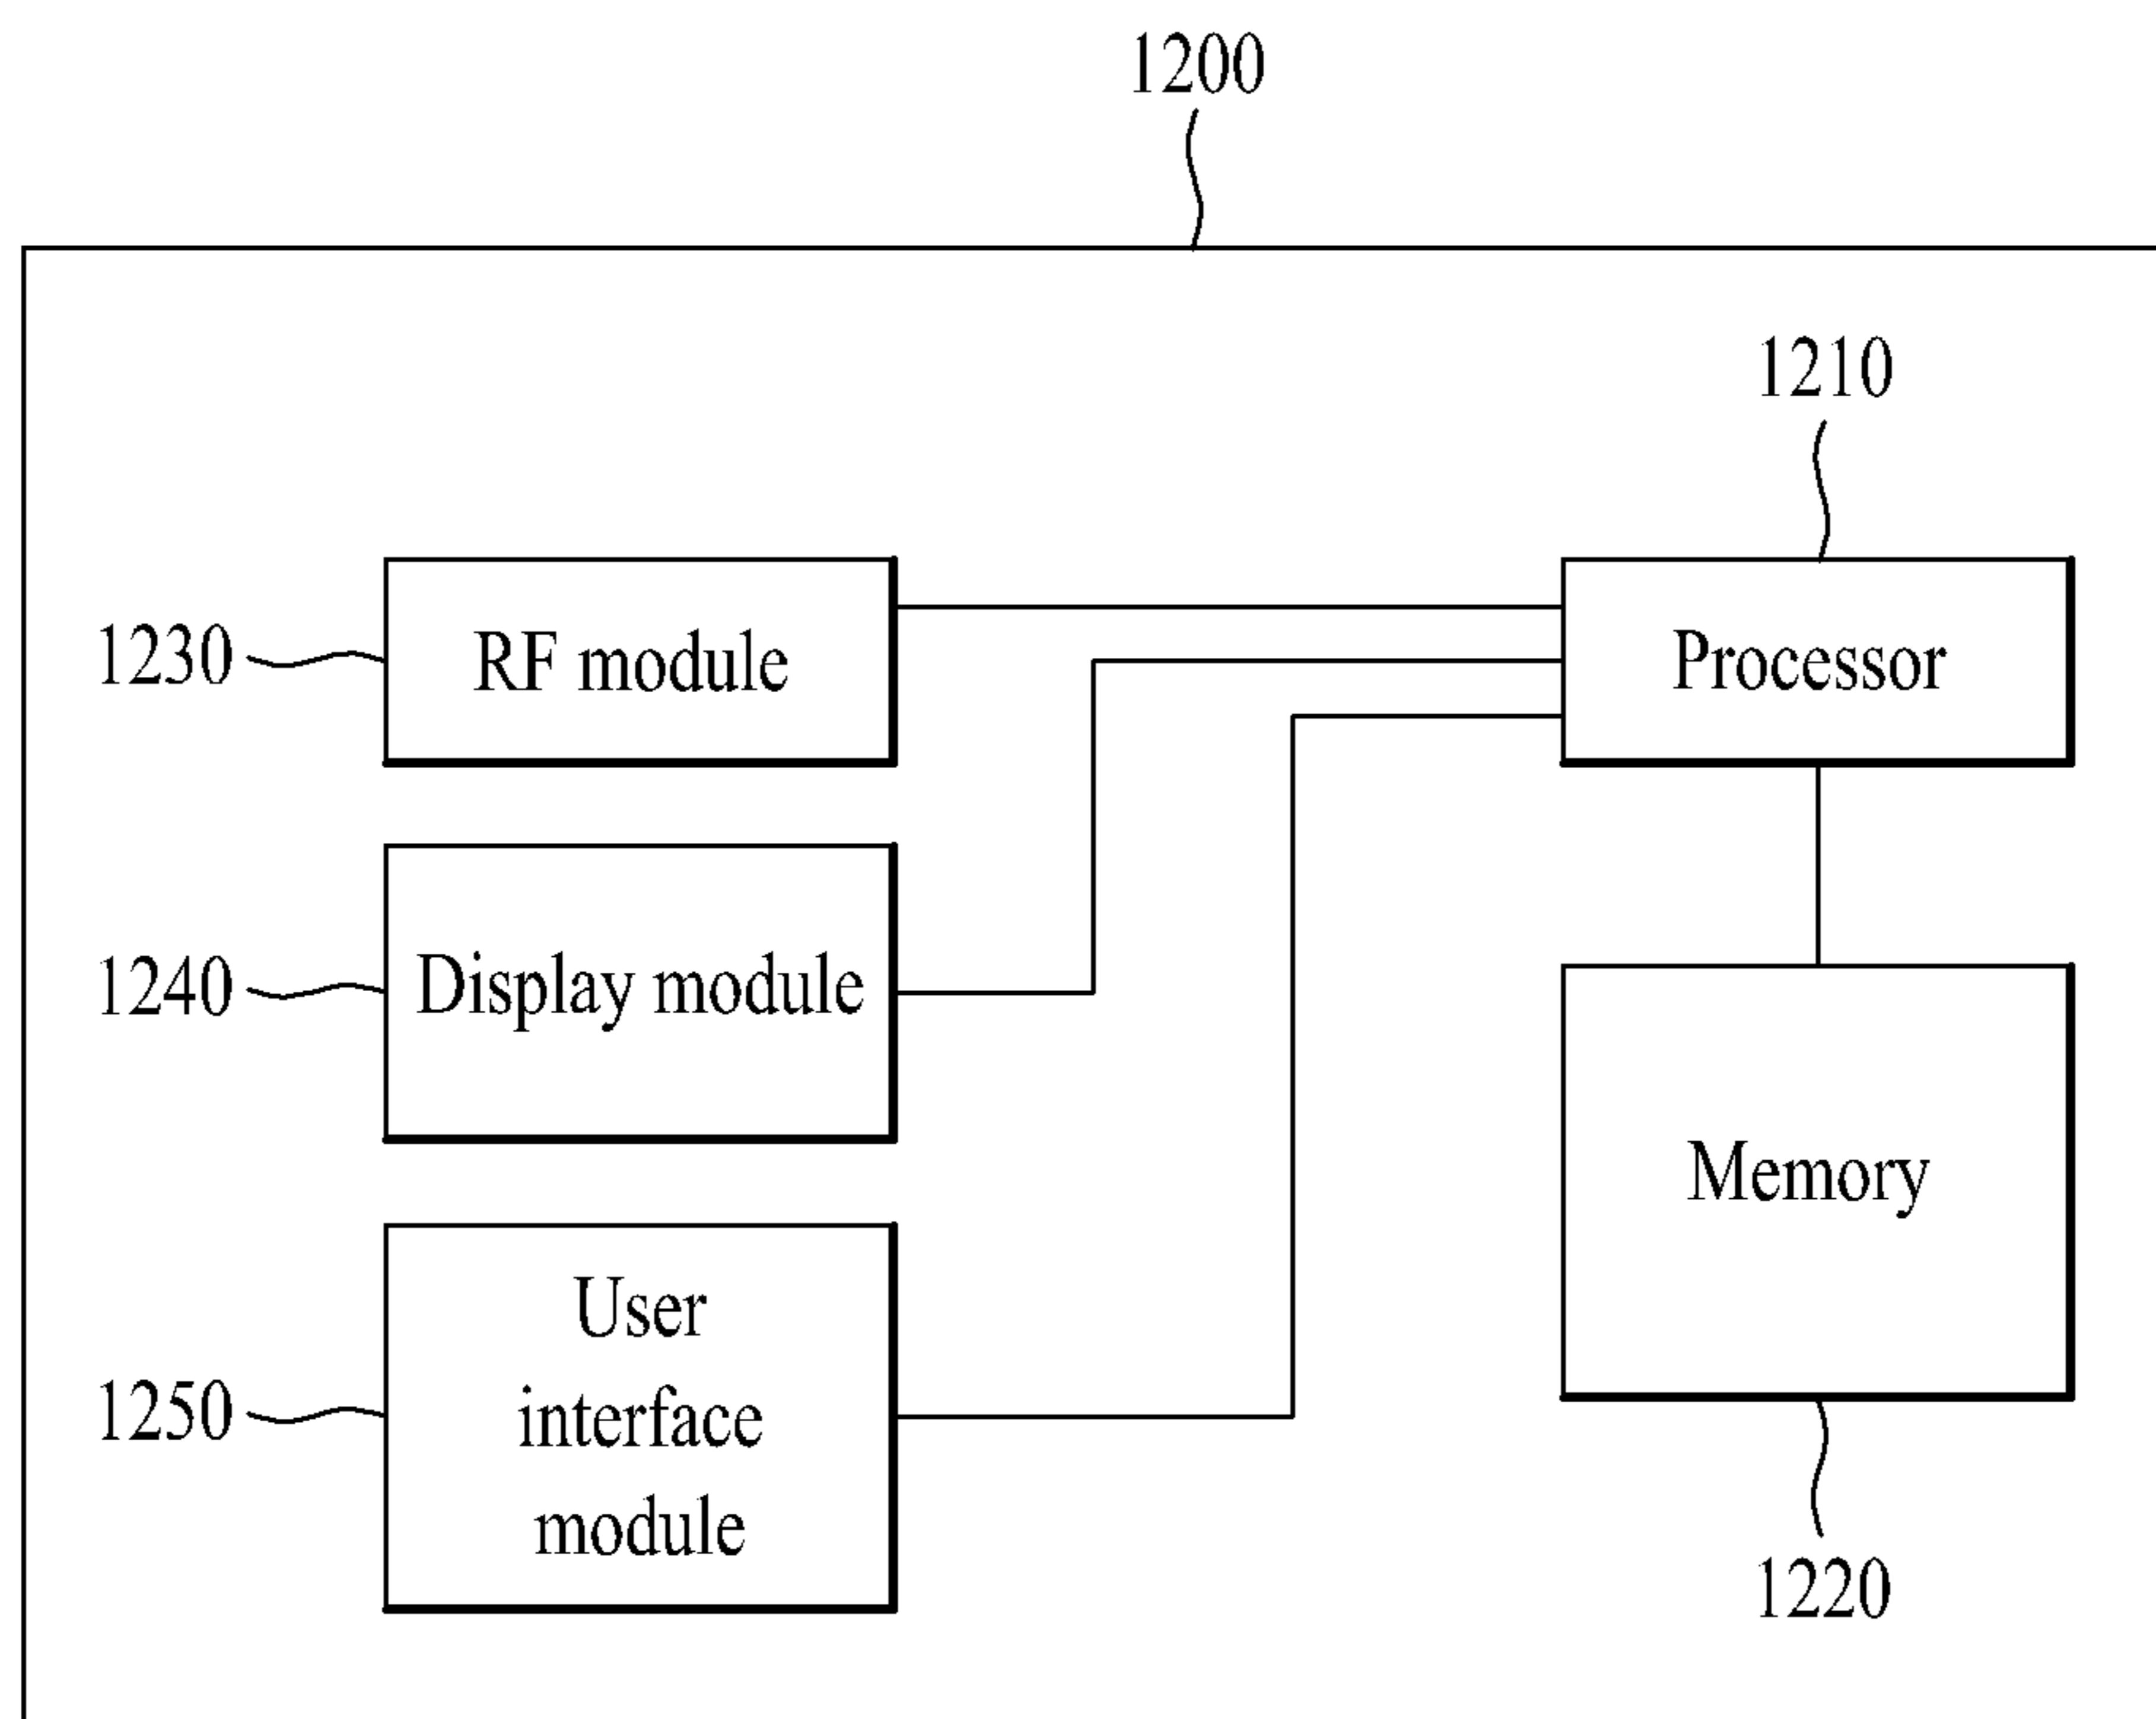 1200
1210
1230
RF module
Processor
1240
Display module
Memory
1250
User
interface
module
1220